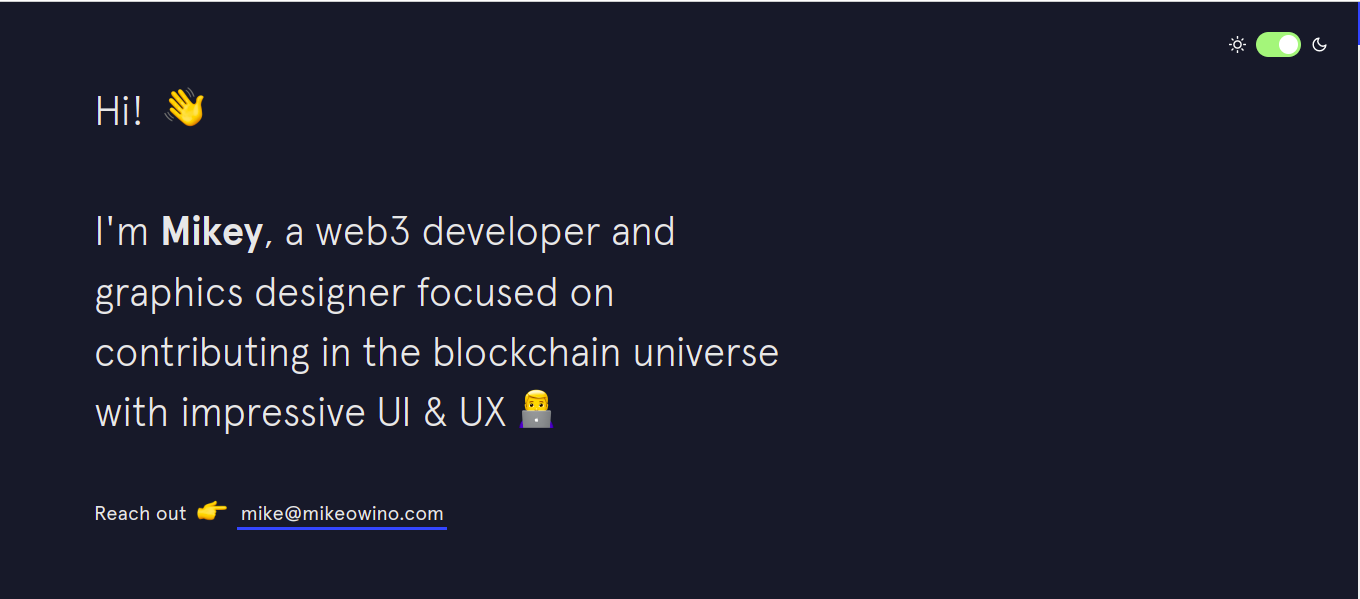 Hi! 👋
I'm Mikey, a web3 developer and
graphics designer focused on
contributing in the blockchain universe
with impressive UI & UX 👨‍💻
Reach out 👉 mike@mikeowino.com